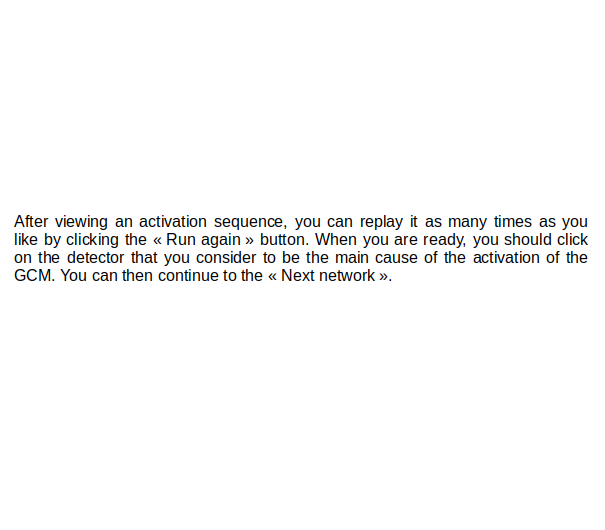 After viewing an activation sequence, you can replay it as many times as you
like by clicking the « Run again » button. When you are ready, you should click
on the detector that you consider to be the main cause of the activation of the
GCM. You can then continue to the « Next network ».